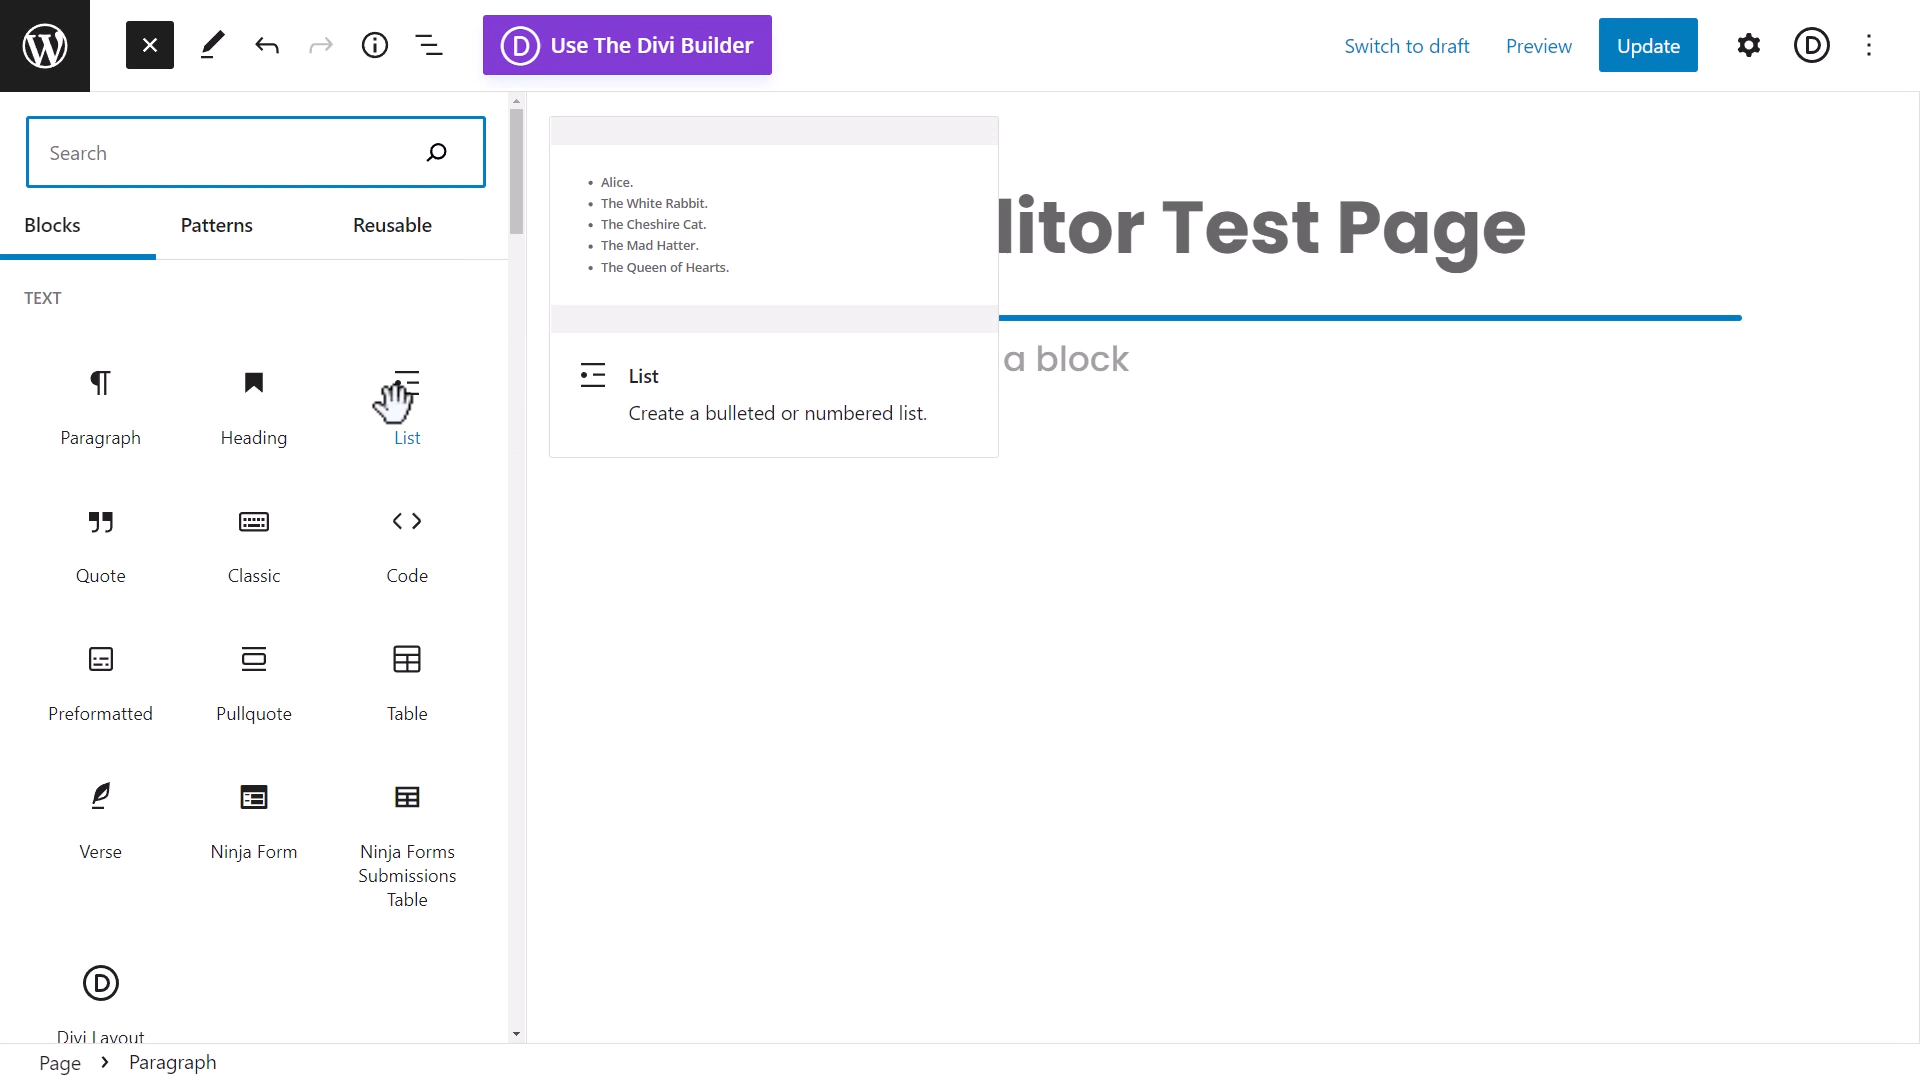 Use The Divi Builder
Switch to draft
Preview
Update
Search
Blocks
Patterns
Reusable
TEXT
Paragraph
Heading
List
Quote
Classic
Code
Preformatted
Pullquote
Table
Verse
Ninja Form
Ninja Forms
Submissions
Table
Divi Layout
• Alice.
• The White Rabbit.
• The Cheshire Cat.
• The Mad Hatter.
• The Queen of Hearts.
List
Create a bulleted or numbered list.
litor Test Page
a block
Page > Paragraph